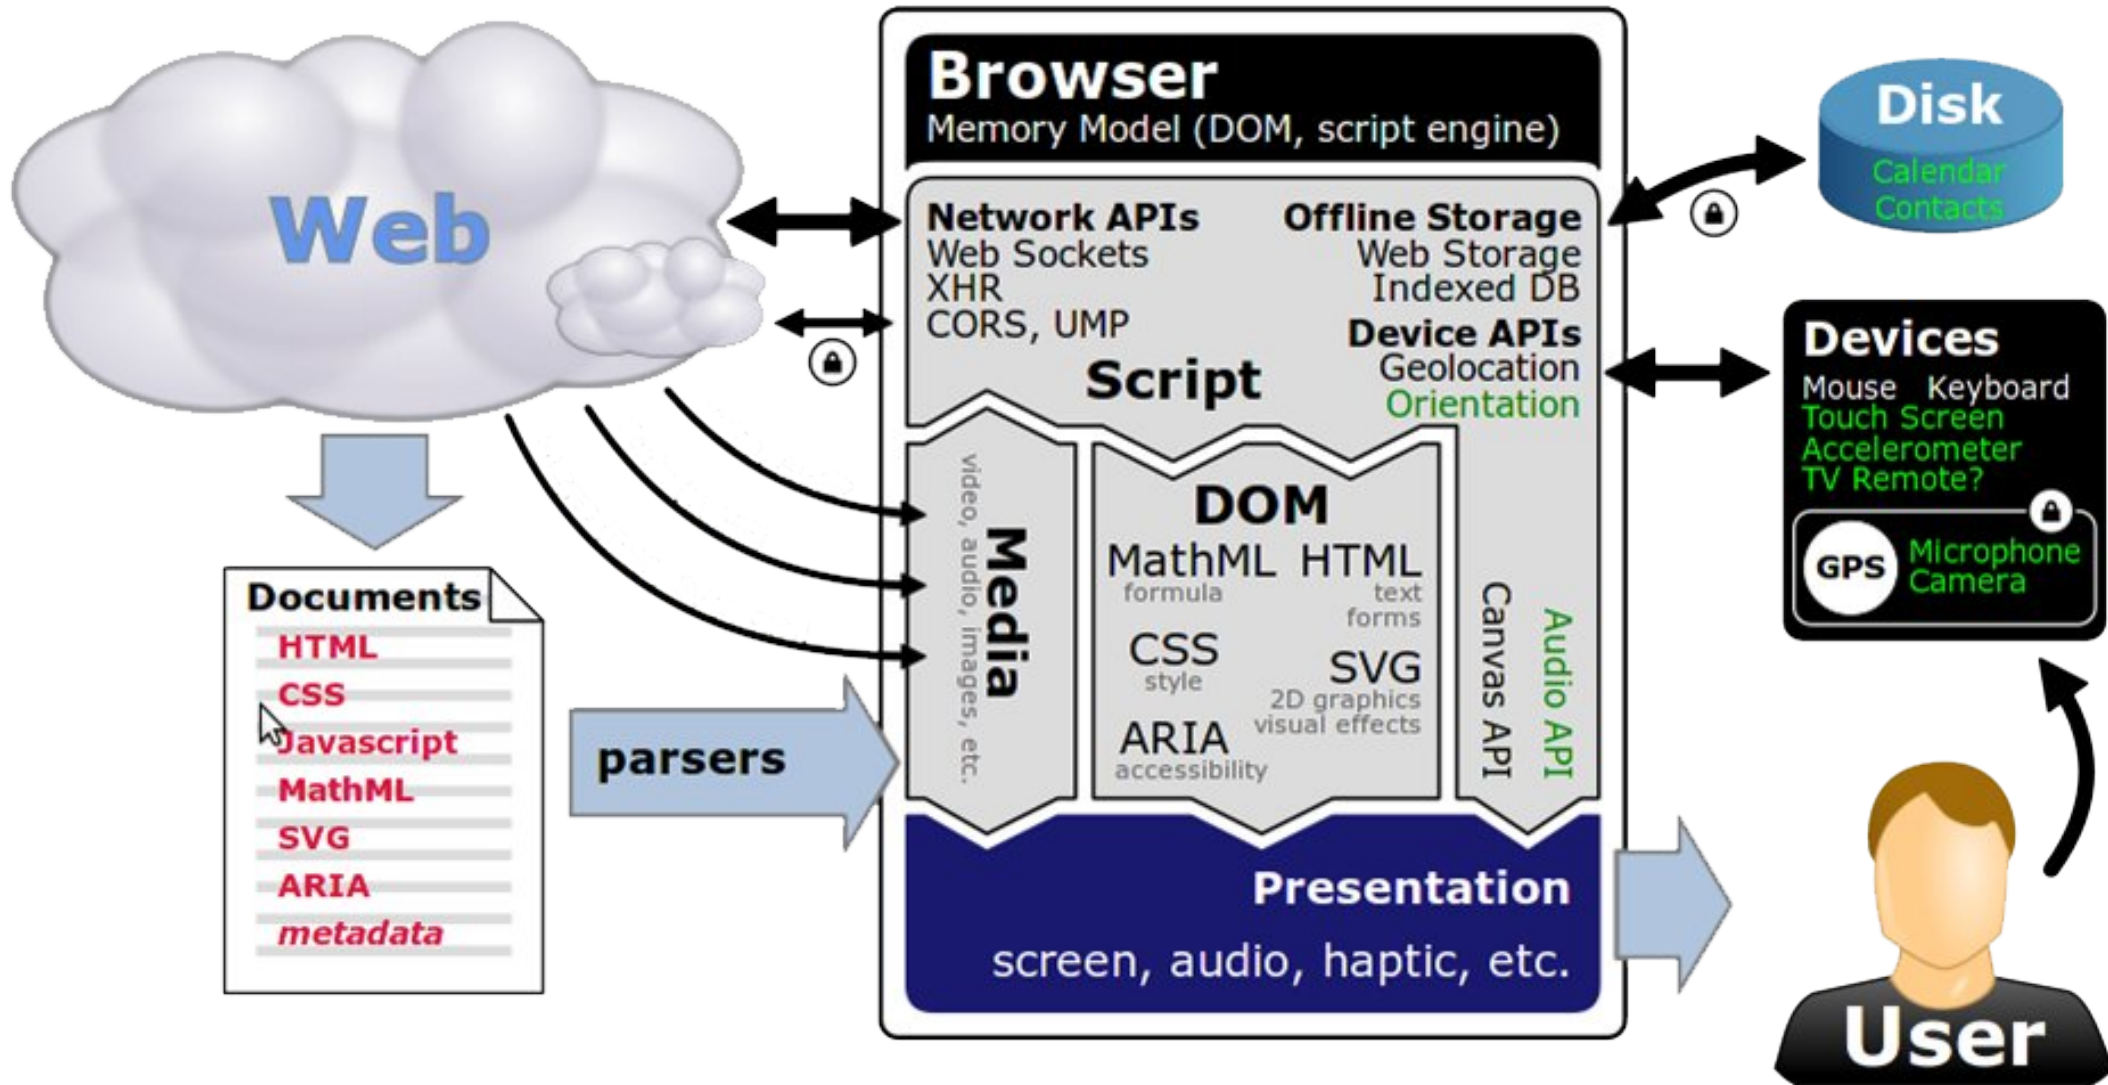 Web
Documents
HTML
CSS
Javascript
MathML
SVG
ARIA
metadata
parsers
Browser
Memory Model (DOM, script engine)
Network APIs
Web Sockets
XHR
CORS, UMP
Offline Storage
Web Storage
Indexed DB
Device APIs
Geolocation
Orientation
Script
Media
video, audio, images, etc.
DOM
MathML
formula
HTML
text
forms
CSS
style
SVG
2D graphics
visual effects
ARIA
accessibility
Canvas API
Audio API
Presentation
screen, audio, haptic, etc.
Disk
Calendar
Contacts
Devices
Mouse Keyboard
Touch Screen
Accelerometer
TV Remote?
GPS
Microphone
Camera
User